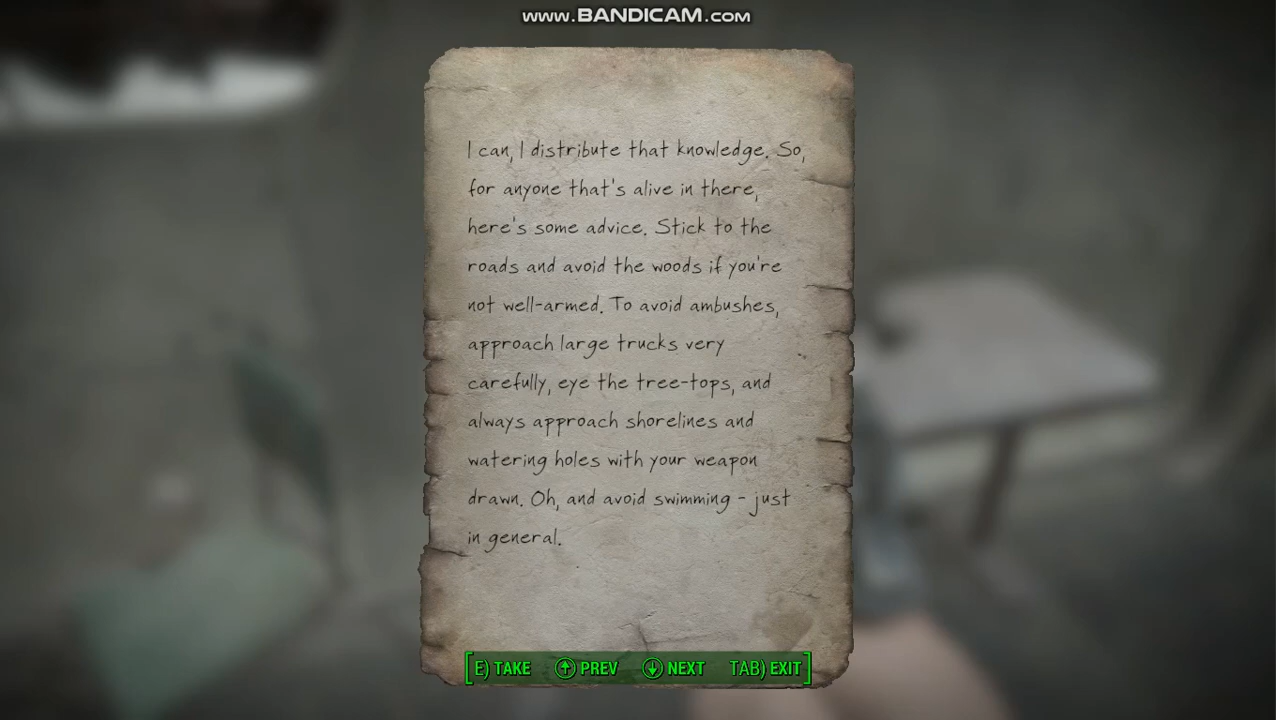 www.BANDICAM.com
I can, I distribute that knowledge. So,
for anyone that's alive in there,
here's some advice. Stick to the
roads and avoid the woods if you're
not well-armed. To avoid ambushes,
approach large trucks very
carefully, eye the tree-tops, and
always approach shorelines and
watering holes with your weapon
drawn. Oh, and avoid swimming - just
in general.
E) TAKE PREV NEXT TAB) EXIT